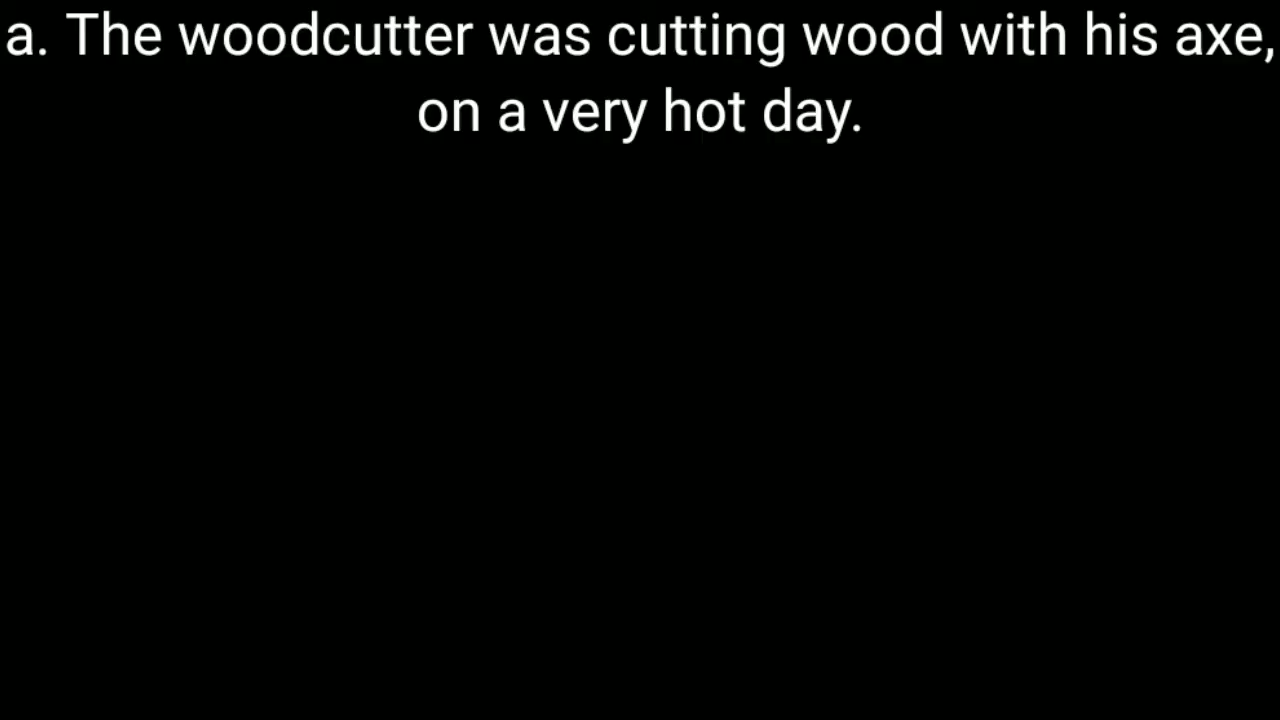 a. The woodcutter was cutting wood with his axe,
on a very hot day.